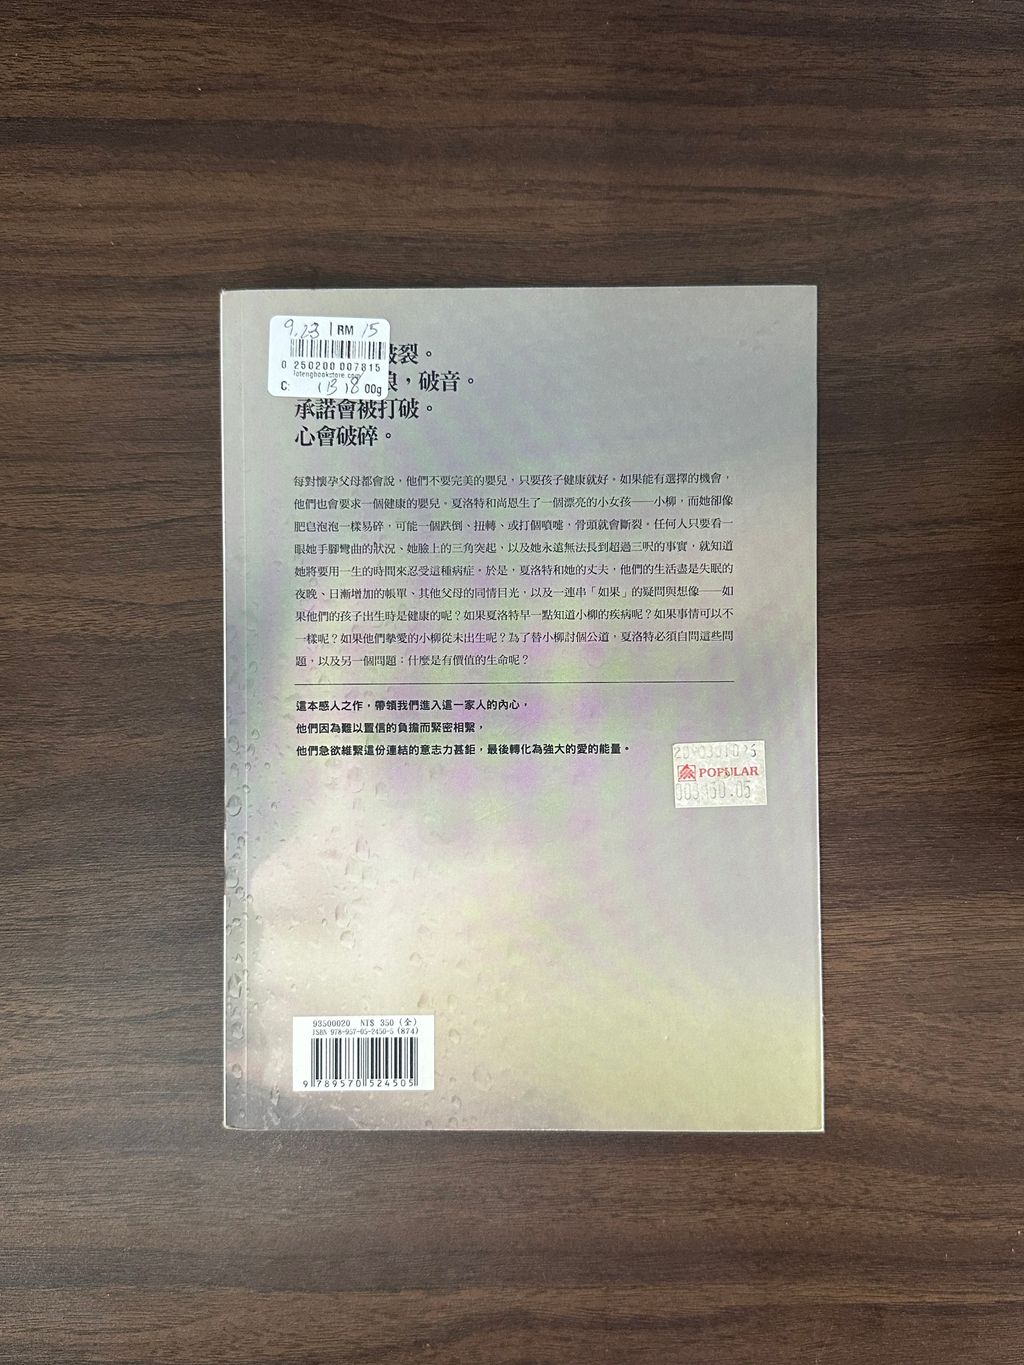 9.23 | RM 15
0 250200 007815
lotengbookstore.com
C: 00g
裂。
，破音。
承諾會被打破。
心會破碎。
每對懷孕父母都會說，他們不要完美的嬰兒，只要孩子健康就好。如果能有選擇的機會，
他們也會要求一個健康的嬰兒。夏洛特和尚恩生了一個漂亮的小女孩──小柳，而她卻像
肥皂泡泡一樣易碎，可能一個跌倒、扭轉、或打個噴嚏，骨頭就會斷裂。任何人只要看一
眼她手腳彎曲的狀況、她臉上的三角突起，以及她永遠無法長到超過三呎的事實，就知道
她將要用一生的時間來忍受這種病症。於是，夏洛特和她的丈夫，他們的生活盡是失眠的
夜晚、日漸增加的帳單、其他父母的同情目光，以及一連串「如果」的疑問與想像──如
果他們的孩子出生時是健康的呢？如果夏洛特早一點知道小柳的疾病呢？如果事情可以不
一樣呢？如果他們摯愛的小柳從未出生呢？為了替小柳討個公道，夏洛特必須自問這些問
題，以及另一個問題：什麼是有價值的生命呢？
這本感人之作，帶領我們進入這一家人的內心，
他們因為難以置信的負擔而緊密相繫，
他們急欲維繫這份連結的意志力甚鉅，最後轉化為強大的愛的能量。
POPULAR
93500020 NT$ 350 (全)
ISBN 978-957-05-2450-5 (874)
9 789570 524505